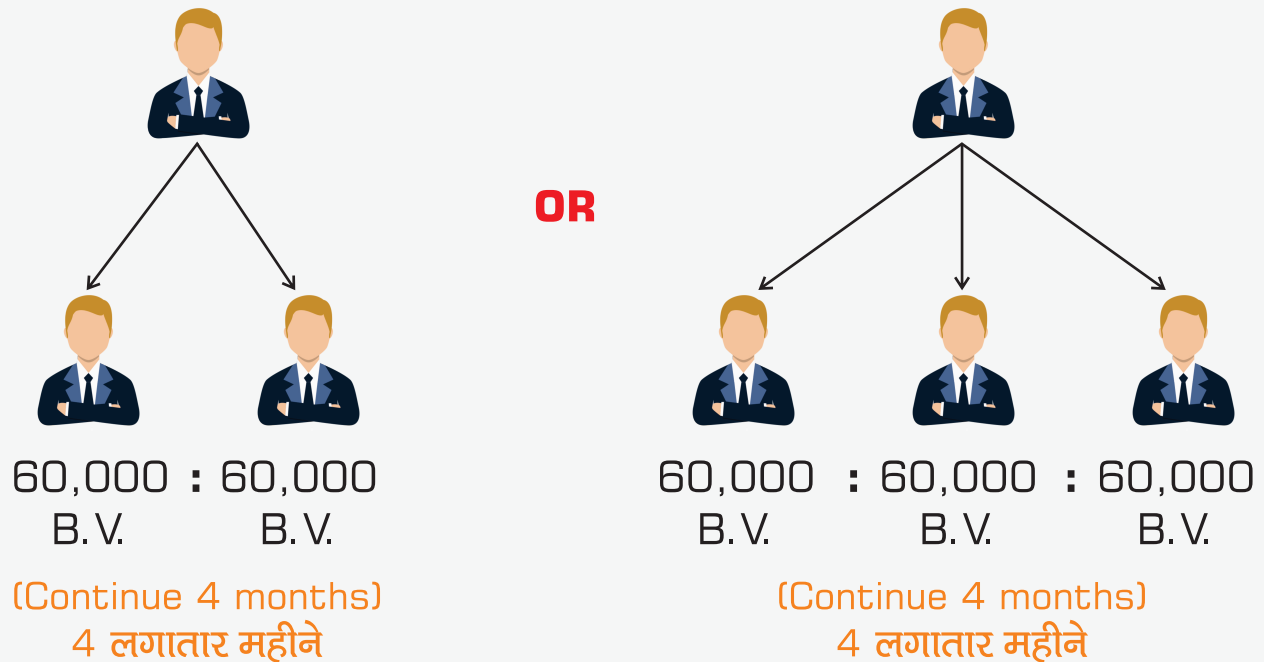 OR
60,000 : 60,000
B.V. B.V.
(Continue 4 months)
4 लगातार महीने
60,000 : 60,000 : 60,000
B.V. B.V. B.V.
(Continue 4 months)
4 लगातार महीने